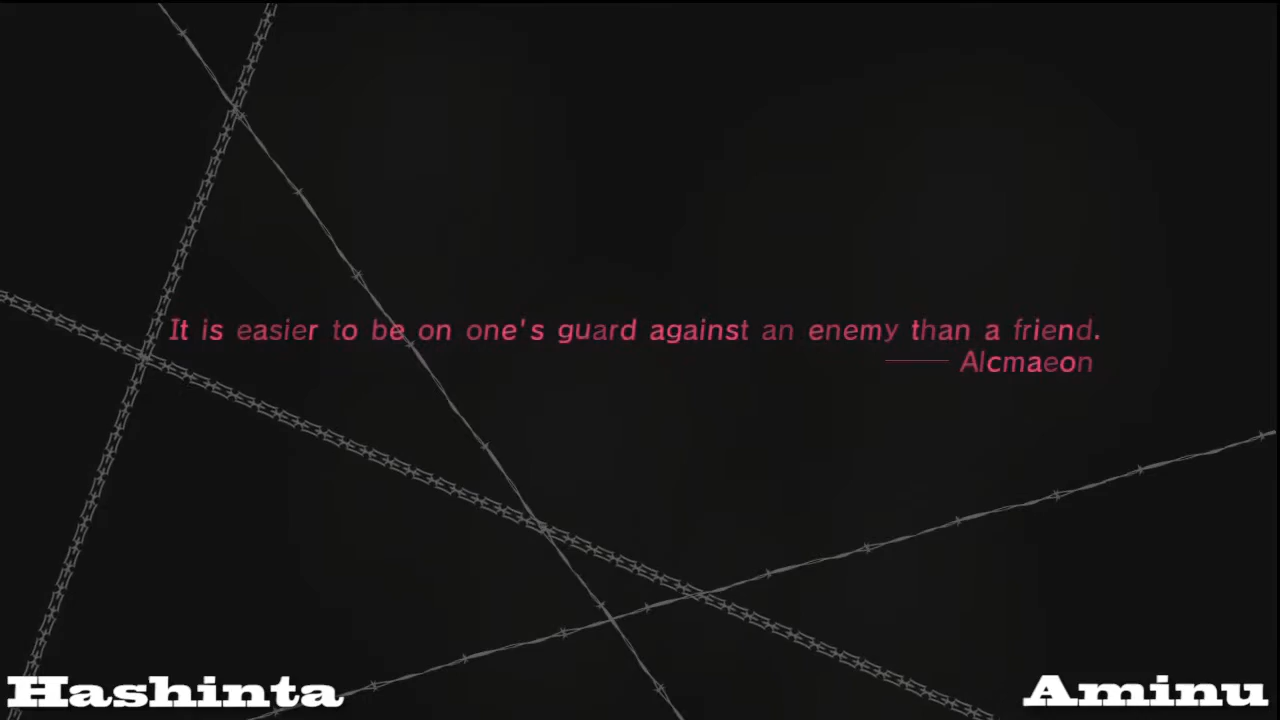 It is easier to be on one's guard against an enemy than a friend.
—— Alcmaeon
Hashinta
Aminu